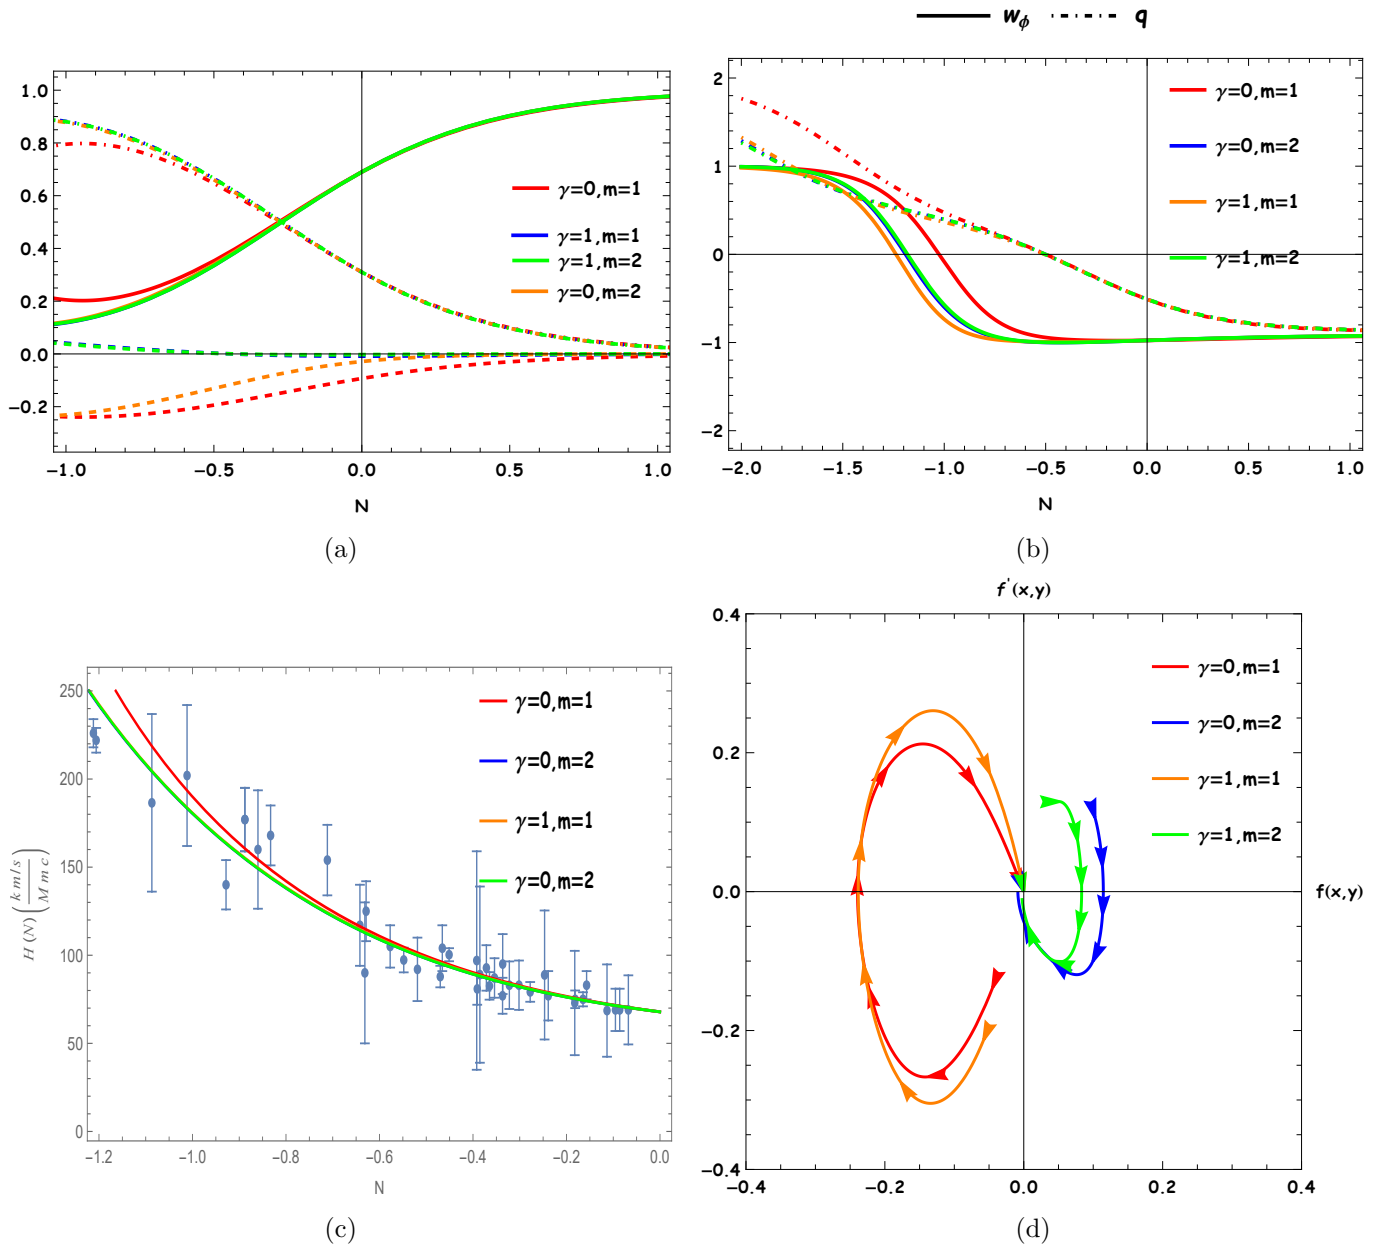 1.0
0.8
0.6
0.4
0.2
0.0
−0.2
−1.0 −0.5 0.0 0.5 1.0
N
γ=0,m=1
γ=1,m=1
γ=1,m=2
γ=0,m=2
(a)
w_ϕ q
2
1
0
−1
−2
−2.0 −1.5 −1.0 −0.5 0.0 0.5 1.0
N
γ=0,m=1
γ=0,m=2
γ=1,m=1
γ=1,m=2
(b)
250
200
150
100
50
0
H (N) (km/s / M m c)
−1.2 −1.0 −0.8 −0.6 −0.4 −0.2 0.0
N
γ=0,m=1
γ=0,m=2
γ=1,m=1
γ=0,m=2
(c)
f'(x,y)
0.4
0.2
0.0
−0.2
−0.4
−0.4 −0.2 0.0 0.2 0.4
f(x,y)
γ=0,m=1
γ=0,m=2
γ=1,m=1
γ=1,m=2
(d)